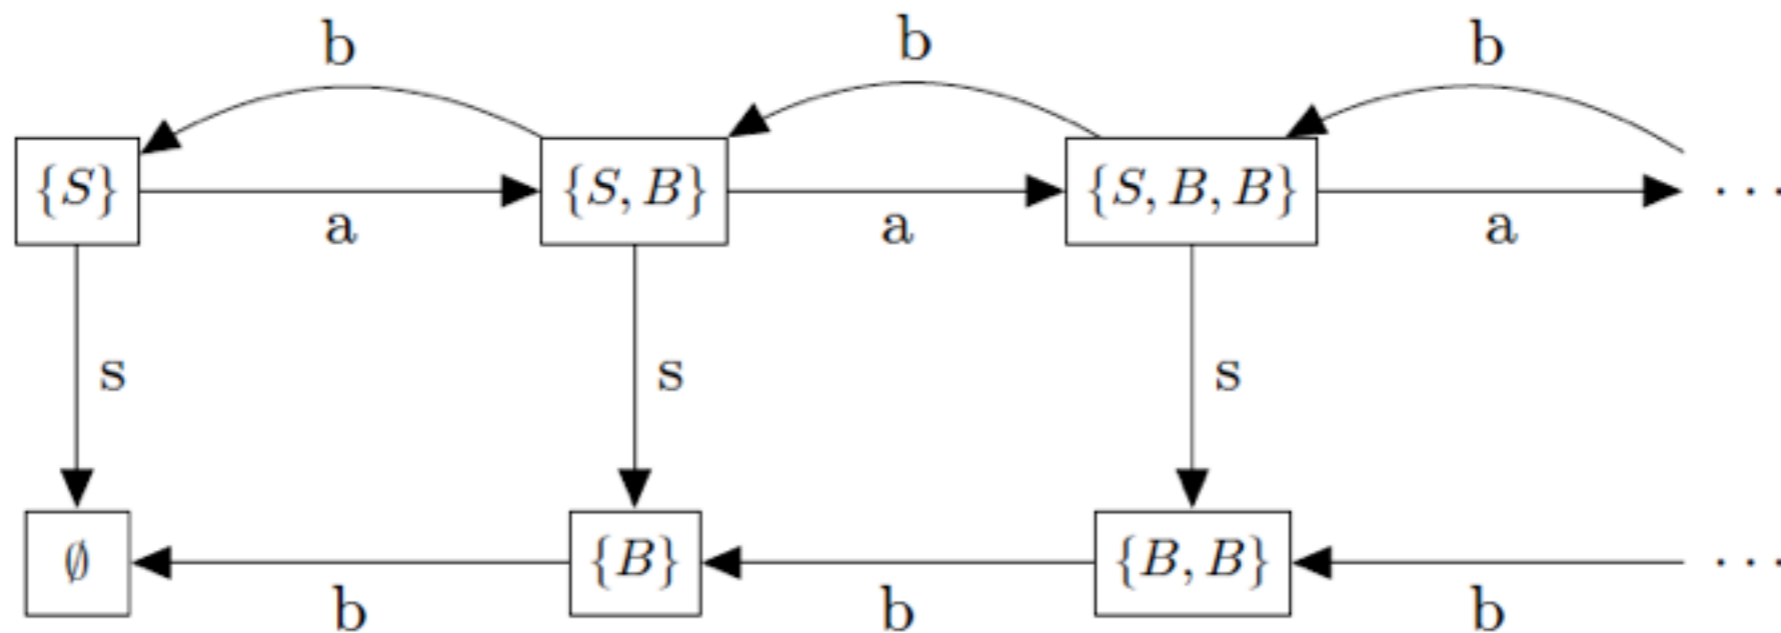 b b b
{S} {S, B} {S, B, B} ...
a a a
s s s
∅ {B} {B, B} ...
b b b